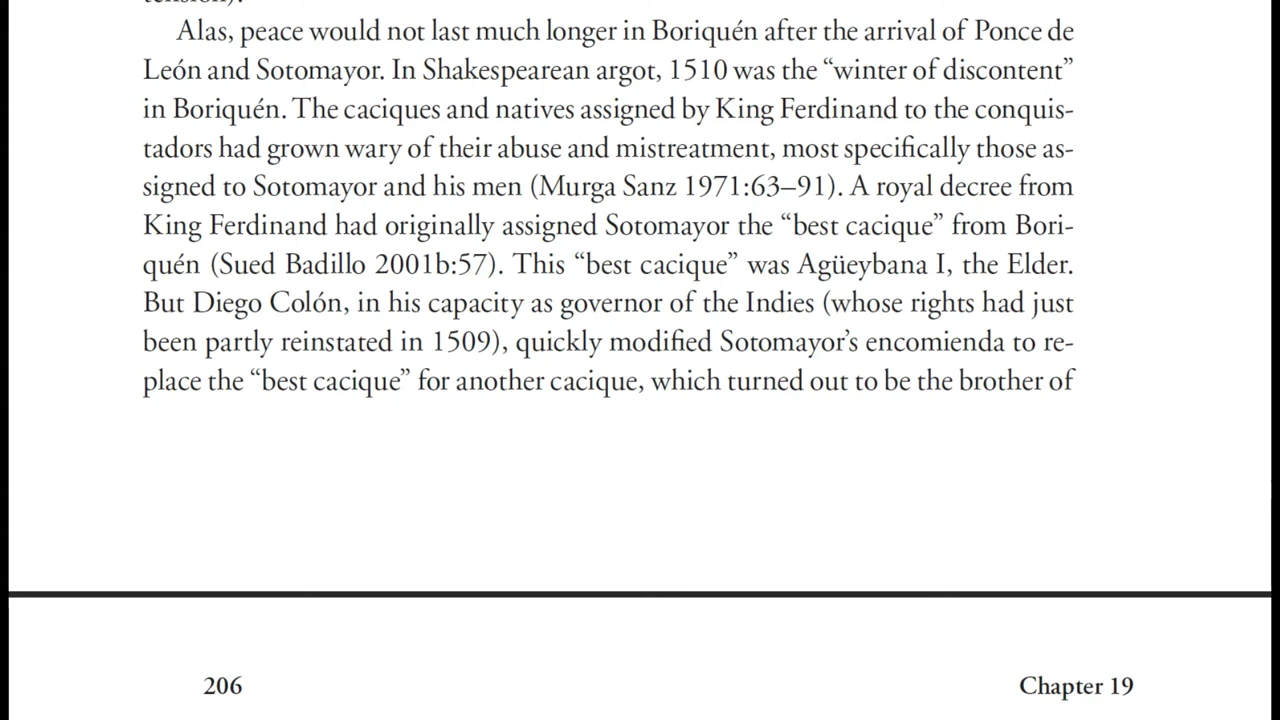 tension).
Alas, peace would not last much longer in Boriquén after the arrival of Ponce de
León and Sotomayor. In Shakespearean argot, 1510 was the “winter of discontent”
in Boriquén. The caciques and natives assigned by King Ferdinand to the conquis-
tadors had grown wary of their abuse and mistreatment, most specifically those as-
signed to Sotomayor and his men (Murga Sanz 1971:63–91). A royal decree from
King Ferdinand had originally assigned Sotomayor the “best cacique” from Bori-
quén (Sued Badillo 2001b:57). This “best cacique” was Agüeybana I, the Elder.
But Diego Colón, in his capacity as governor of the Indies (whose rights had just
been partly reinstated in 1509), quickly modified Sotomayor’s encomienda to re-
place the “best cacique” for another cacique, which turned out to be the brother of
206 Chapter 19